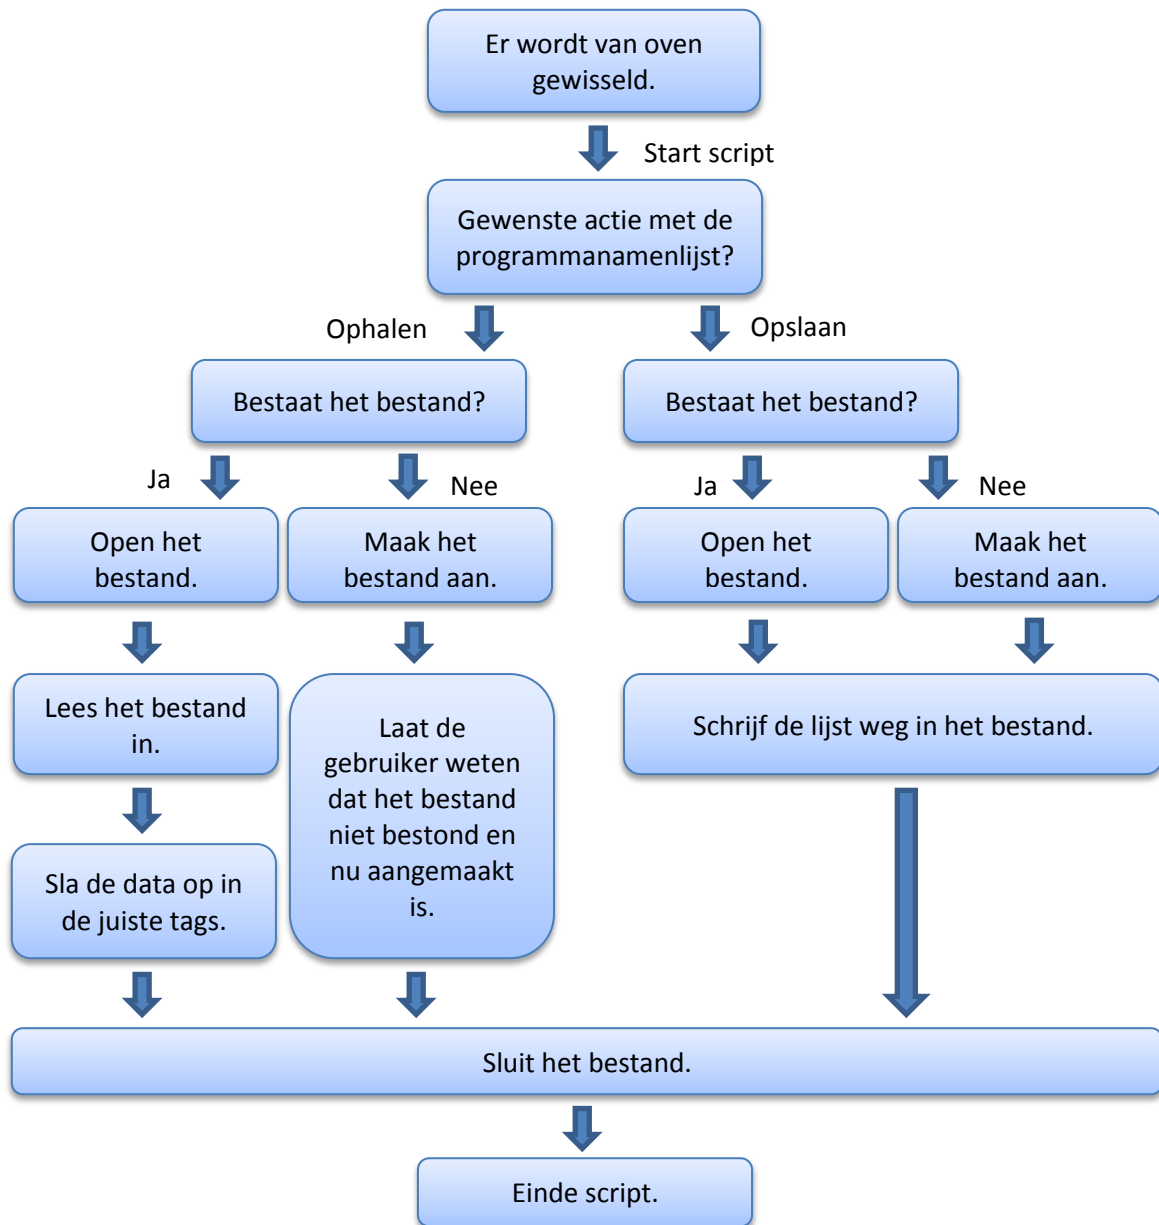 Er wordt van oven
gewisseld.
Start script
Gewenste actie met de
programmanamenlijst?
Ophalen
Opslaan
Bestaat het bestand?
Bestaat het bestand?
Ja
Nee
Ja
Nee
Open het
bestand.
Maak het
bestand aan.
Open het
bestand.
Maak het
bestand aan.
Lees het bestand
in.
Laat de
gebruiker weten
dat het bestand
niet bestond en
nu aangemaakt
is.
Schrijf de lijst weg in het bestand.
Sla de data op in
de juiste tags.
Sluit het bestand.
Einde script.